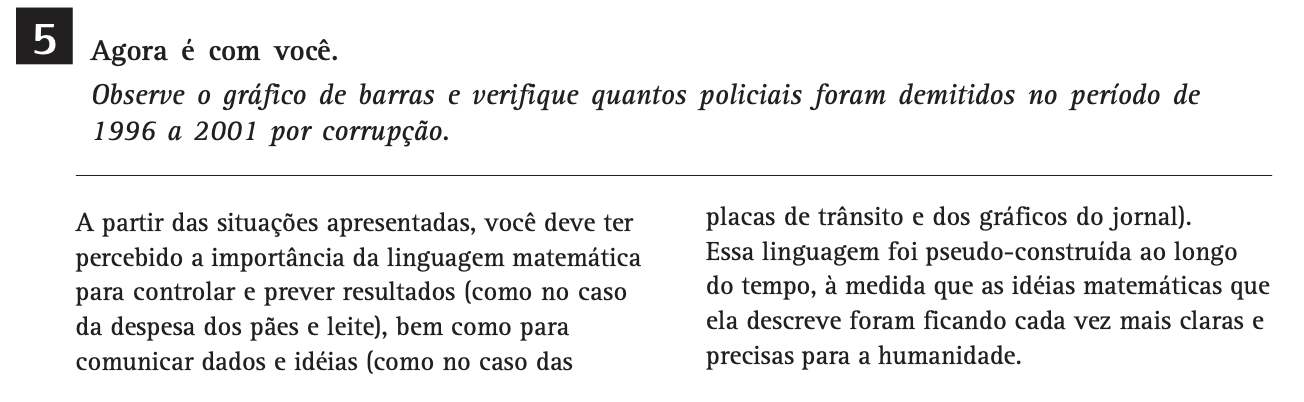 5
Agora é com você.
Observe o gráfico de barras e verifique quantos policiais foram demitidos no período de
1996 a 2001 por corrupção.
A partir das situações apresentadas, você deve ter
percebido a importância da linguagem matemática
para controlar e prever resultados (como no caso
da despesa dos pães e leite), bem como para
comunicar dados e idéias (como no caso das
placas de trânsito e dos gráficos do jornal).
Essa linguagem foi pseudo-construída ao longo
do tempo, à medida que as idéias matemáticas que
ela descreve foram ficando cada vez mais claras e
precisas para a humanidade.